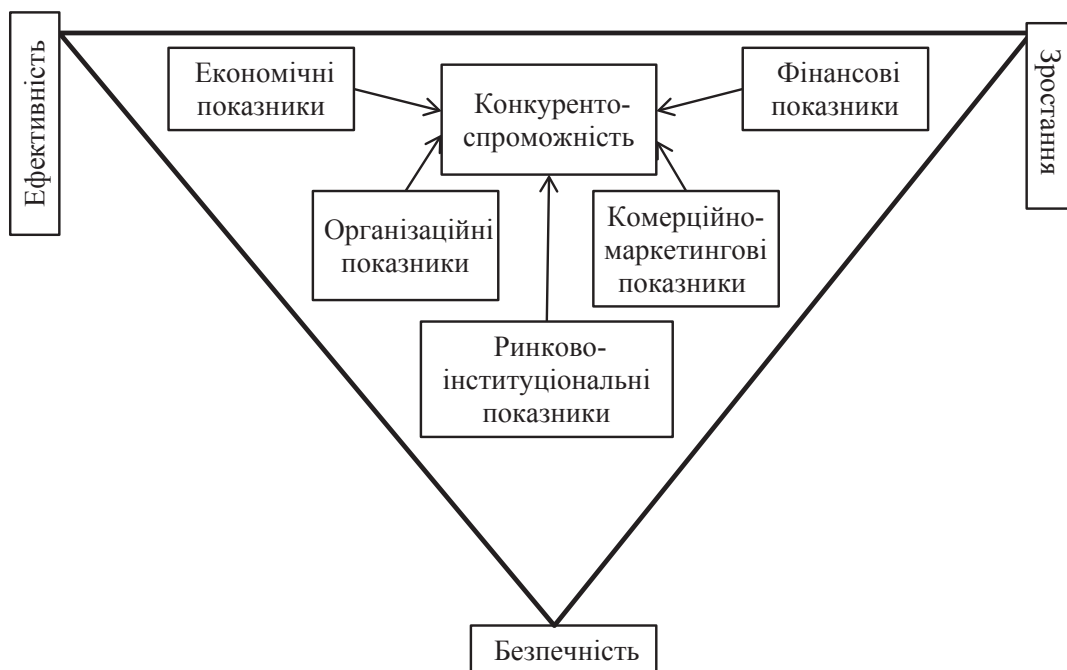 Ефективність
Економічні
показники
Конкуренто-
спроможність
Фінансові
показники
Зростання
Організаційні
показники
Комерційно-
маркетингові
показники
Ринково-
інституціональні
показники
Безпечність